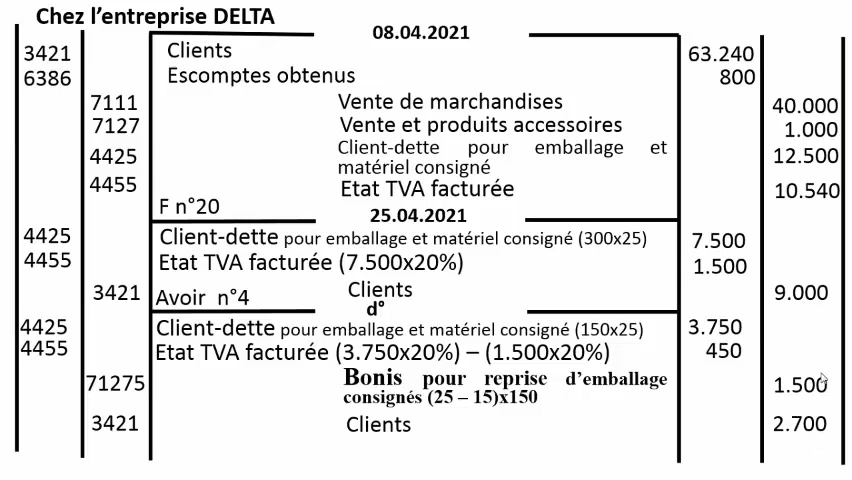 Chez l'entreprise DELTA
08.04.2021
3421 Clients 63.240
6386 Escomptes obtenus 800
7111 Vente de marchandises 40.000
7127 Vente et produits accessoires 1.000
4425 Client-dette pour emballage et matériel consigné 12.500
4455 Etat TVA facturée 10.540
F n°20
25.04.2021
4425 Client-dette pour emballage et matériel consigné (300x25) 7.500
4455 Etat TVA facturée (7.500x20%) 1.500
3421 Clients 9.000
Avoir n°4
d°
4425 Client-dette pour emballage et matériel consigné (150x25) 3.750
4455 Etat TVA facturée (3.750x20%) – (1.500x20%) 450
71275 Bonis pour reprise d'emballage 1.500
consignés (25 – 15)x150
3421 Clients 2.700